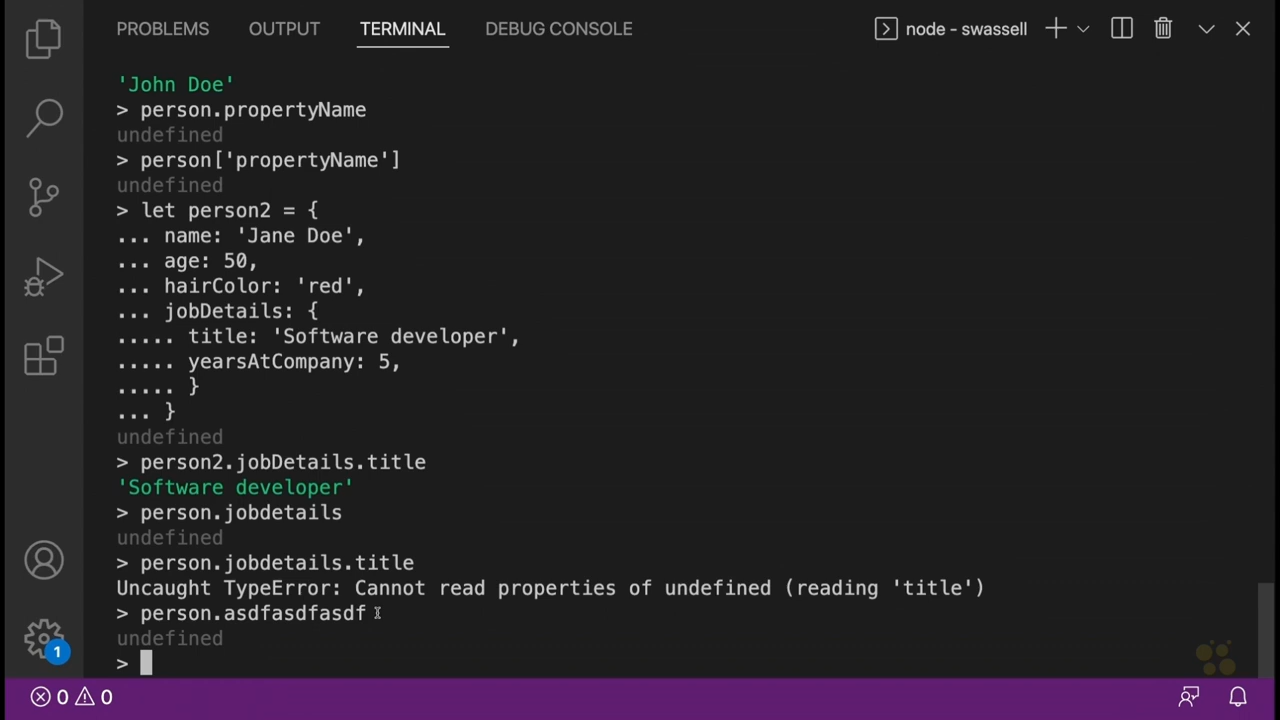 PROBLEMS OUTPUT TERMINAL DEBUG CONSOLE node - swassell
'John Doe'
> person.propertyName
undefined
> person['propertyName']
undefined
> let person2 = {
... name: 'Jane Doe',
... age: 50,
... hairColor: 'red',
... jobDetails: {
..... title: 'Software developer',
..... yearsAtCompany: 5,
..... }
... }
undefined
> person2.jobDetails.title
'Software developer'
> person.jobdetails
undefined
> person.jobdetails.title
Uncaught TypeError: Cannot read properties of undefined (reading 'title')
> person.asdfasdfasdf
undefined
>
1
0 0